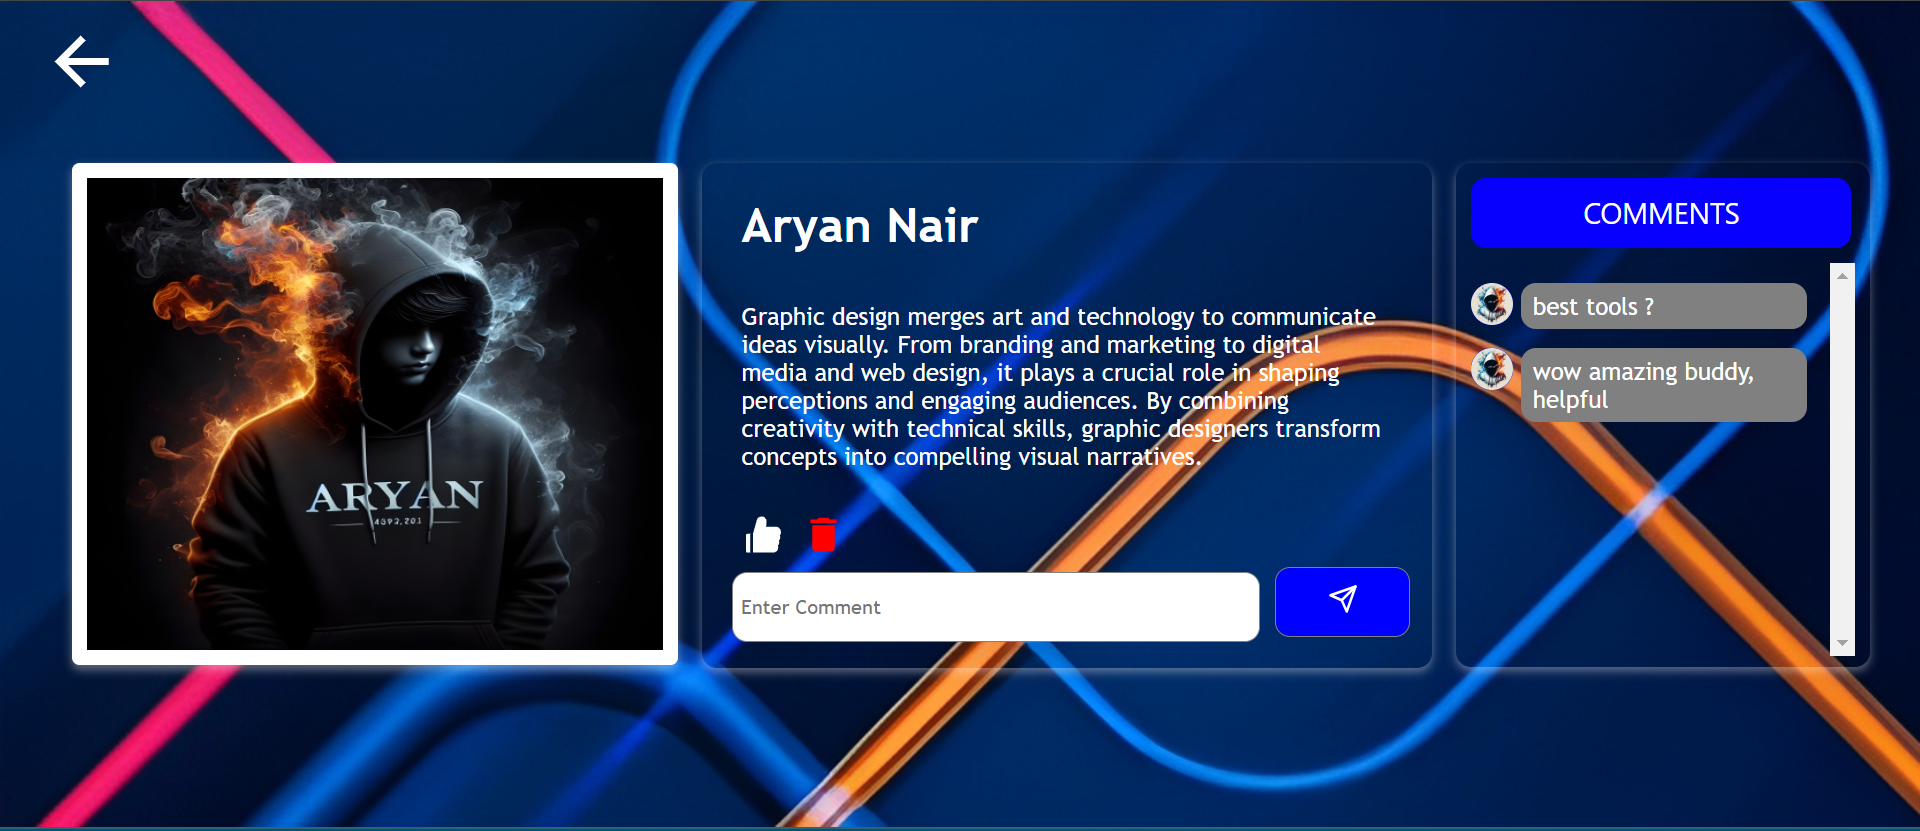 ARYAN
Aryan Nair
Graphic design merges art and technology to communicate
ideas visually. From branding and marketing to digital
media and web design, it plays a crucial role in shaping
perceptions and engaging audiences. By combining
creativity with technical skills, graphic designers transform
concepts into compelling visual narratives.
Enter Comment
COMMENTS
best tools ?
wow amazing buddy,
helpful